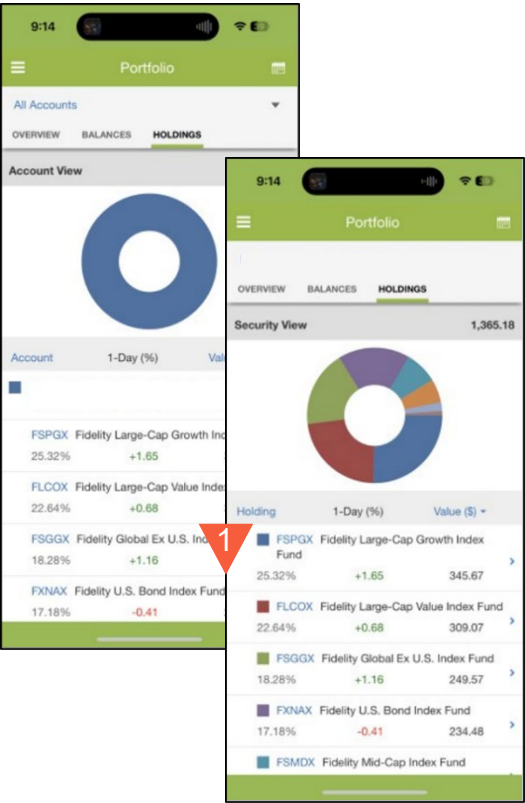 9:14
Portfolio
All Accounts
OVERVIEW BALANCES HOLDINGS
Account View
Account 1-Day (%)
FSPGX Fidelity Large-Cap Growth
25.32% +1.65
FLCOX Fidelity Large-Cap Value Inde
22.64% +0.68
FSGGX Fidelity Global Ex U.S.
18.28% +1.16
FXNAX Fidelity U.S. Bond Index Fund
17.18% -0.41
1
9:14
Portfolio
OVERVIEW BALANCES HOLDINGS
Security View 1,365.18
Holding 1-Day (%) Value ($)
FSPGX Fidelity Large-Cap Growth Index
Fund
25.32% +1.65 345.67
FLCOX Fidelity Large-Cap Value Index Fund
22.64% +0.68 309.07
FSGGX Fidelity Global Ex U.S. Index Fund
18.28% +1.16 249.57
FXNAX Fidelity U.S. Bond Index Fund
17.18% -0.41 234.48
FSMDX Fidelity Mid-Cap Index Fund